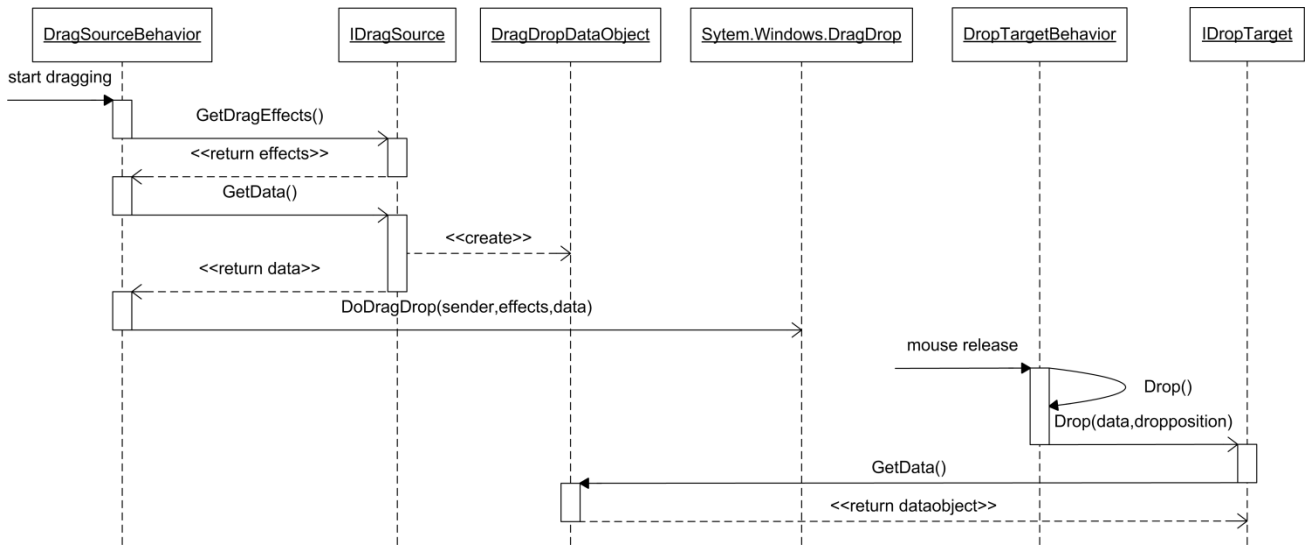 DragSourceBehavior
IDragSource
DragDropDataObject
Sytem.Windows.DragDrop
DropTargetBehavior
IDropTarget
start dragging
GetDragEffects()
<<return effects>>
GetData()
<<create>>
<<return data>>
DoDragDrop(sender,effects,data)
mouse release
Drop()
Drop(data,dropposition)
GetData()
<<return dataobject>>